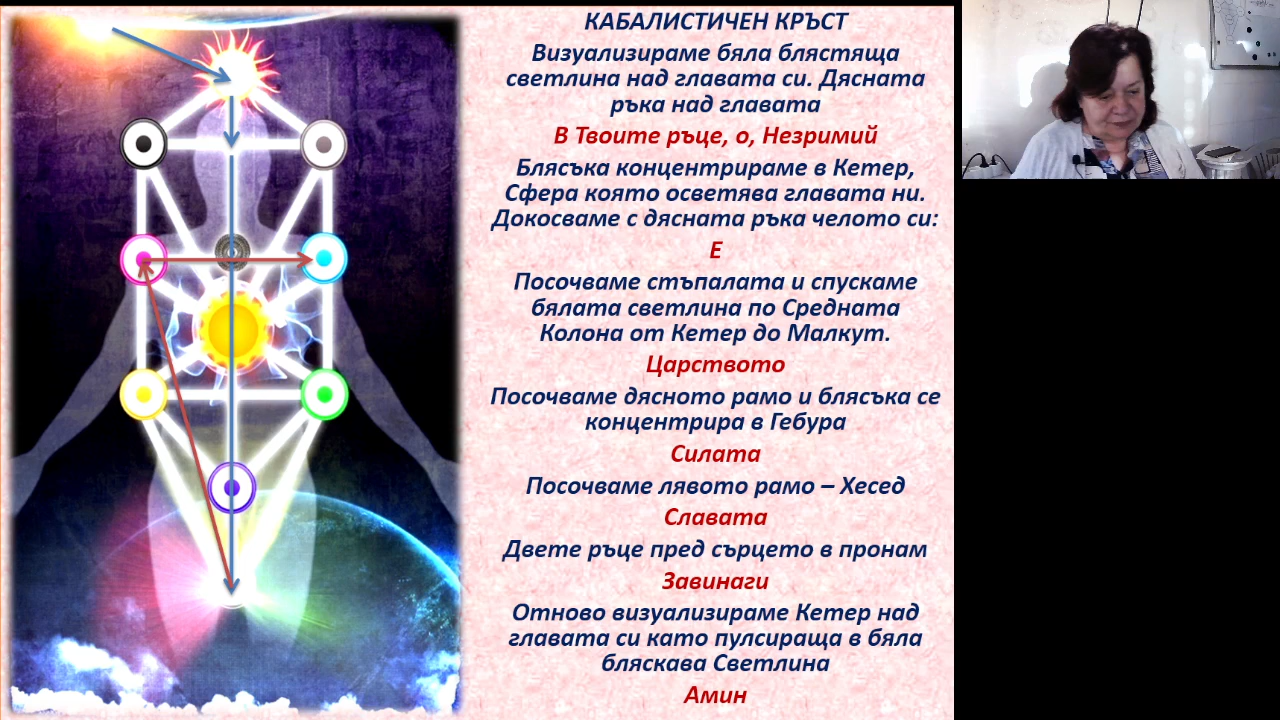 КАБАЛИСТИЧЕН КРЪСТ
Визуализираме бяла блястяща
светлина над главата си. Дясната
ръка над главата
В Твоите ръце, о, Незримий
Блясъка концентрираме в Кетер,
Сфера която осветява главата ни.
Докосваме с дясната ръка челото си:
Е
Посочваме стъпалата и спускаме
бялата светлина по Средната
Колона от Кетер до Малкут.
Царството
Посочваме дясното рамо и блясъка се
концентрира в Гебура
Силата
Посочваме лявото рамо – Хесед
Славата
Двете ръце пред сърцето в пронам
Завинаги
Отново визуализираме Кетер над
главата си като пулсираща в бяла
бляскава Светлина
Амин